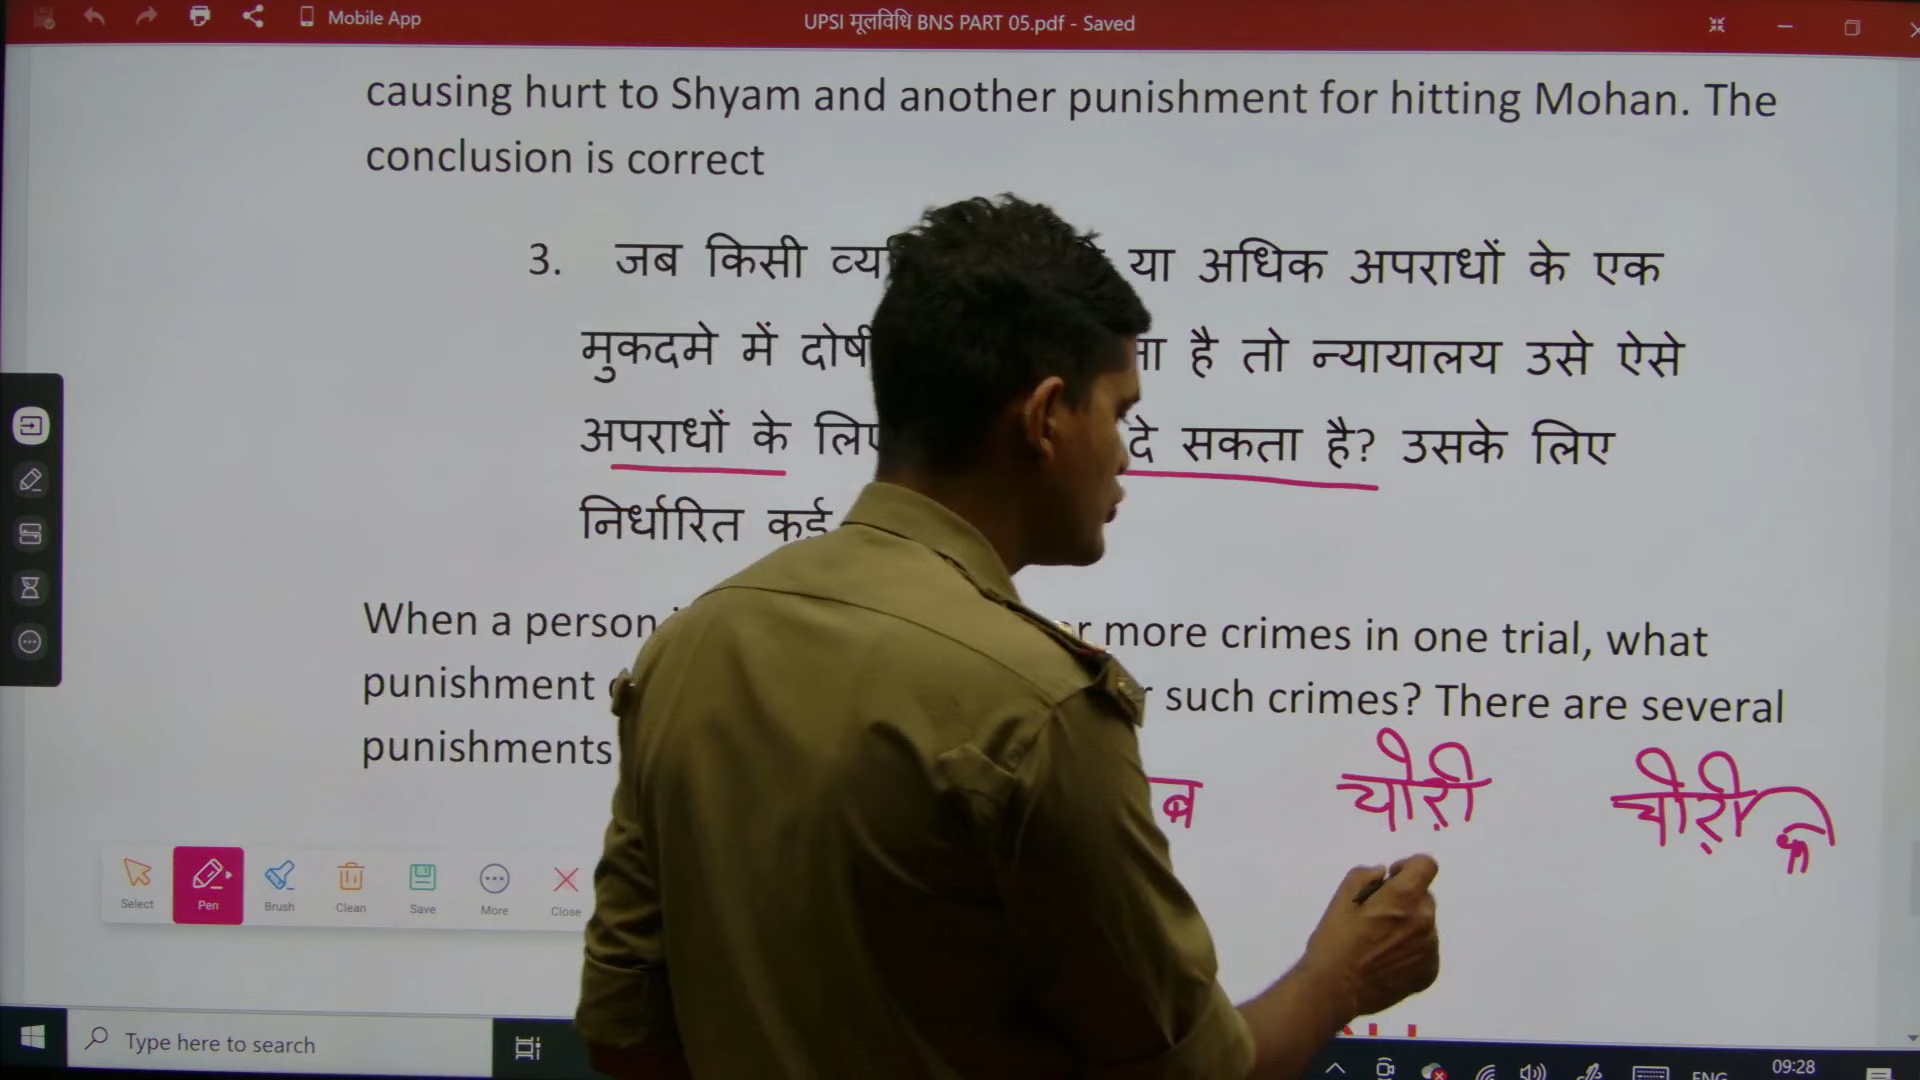 Mobile App
UPSI मूलविधि BNS PART 05.pdf - Saved
causing hurt to Shyam and another punishment for hitting Mohan. The
conclusion is correct
3. जब किसी या अधिक अपराधों के एक
मुकदमे में है तो न्यायालय उसे ऐसे
अपराधों के दे सकता है? उसके लिए
निर्धारित कई
When a person more crimes in one trial, what
punishment such crimes? There are several
punishments
ब चोरी चोरी
Select Pen Brush Clean Save More Close
Type here to search
ENG 09:28